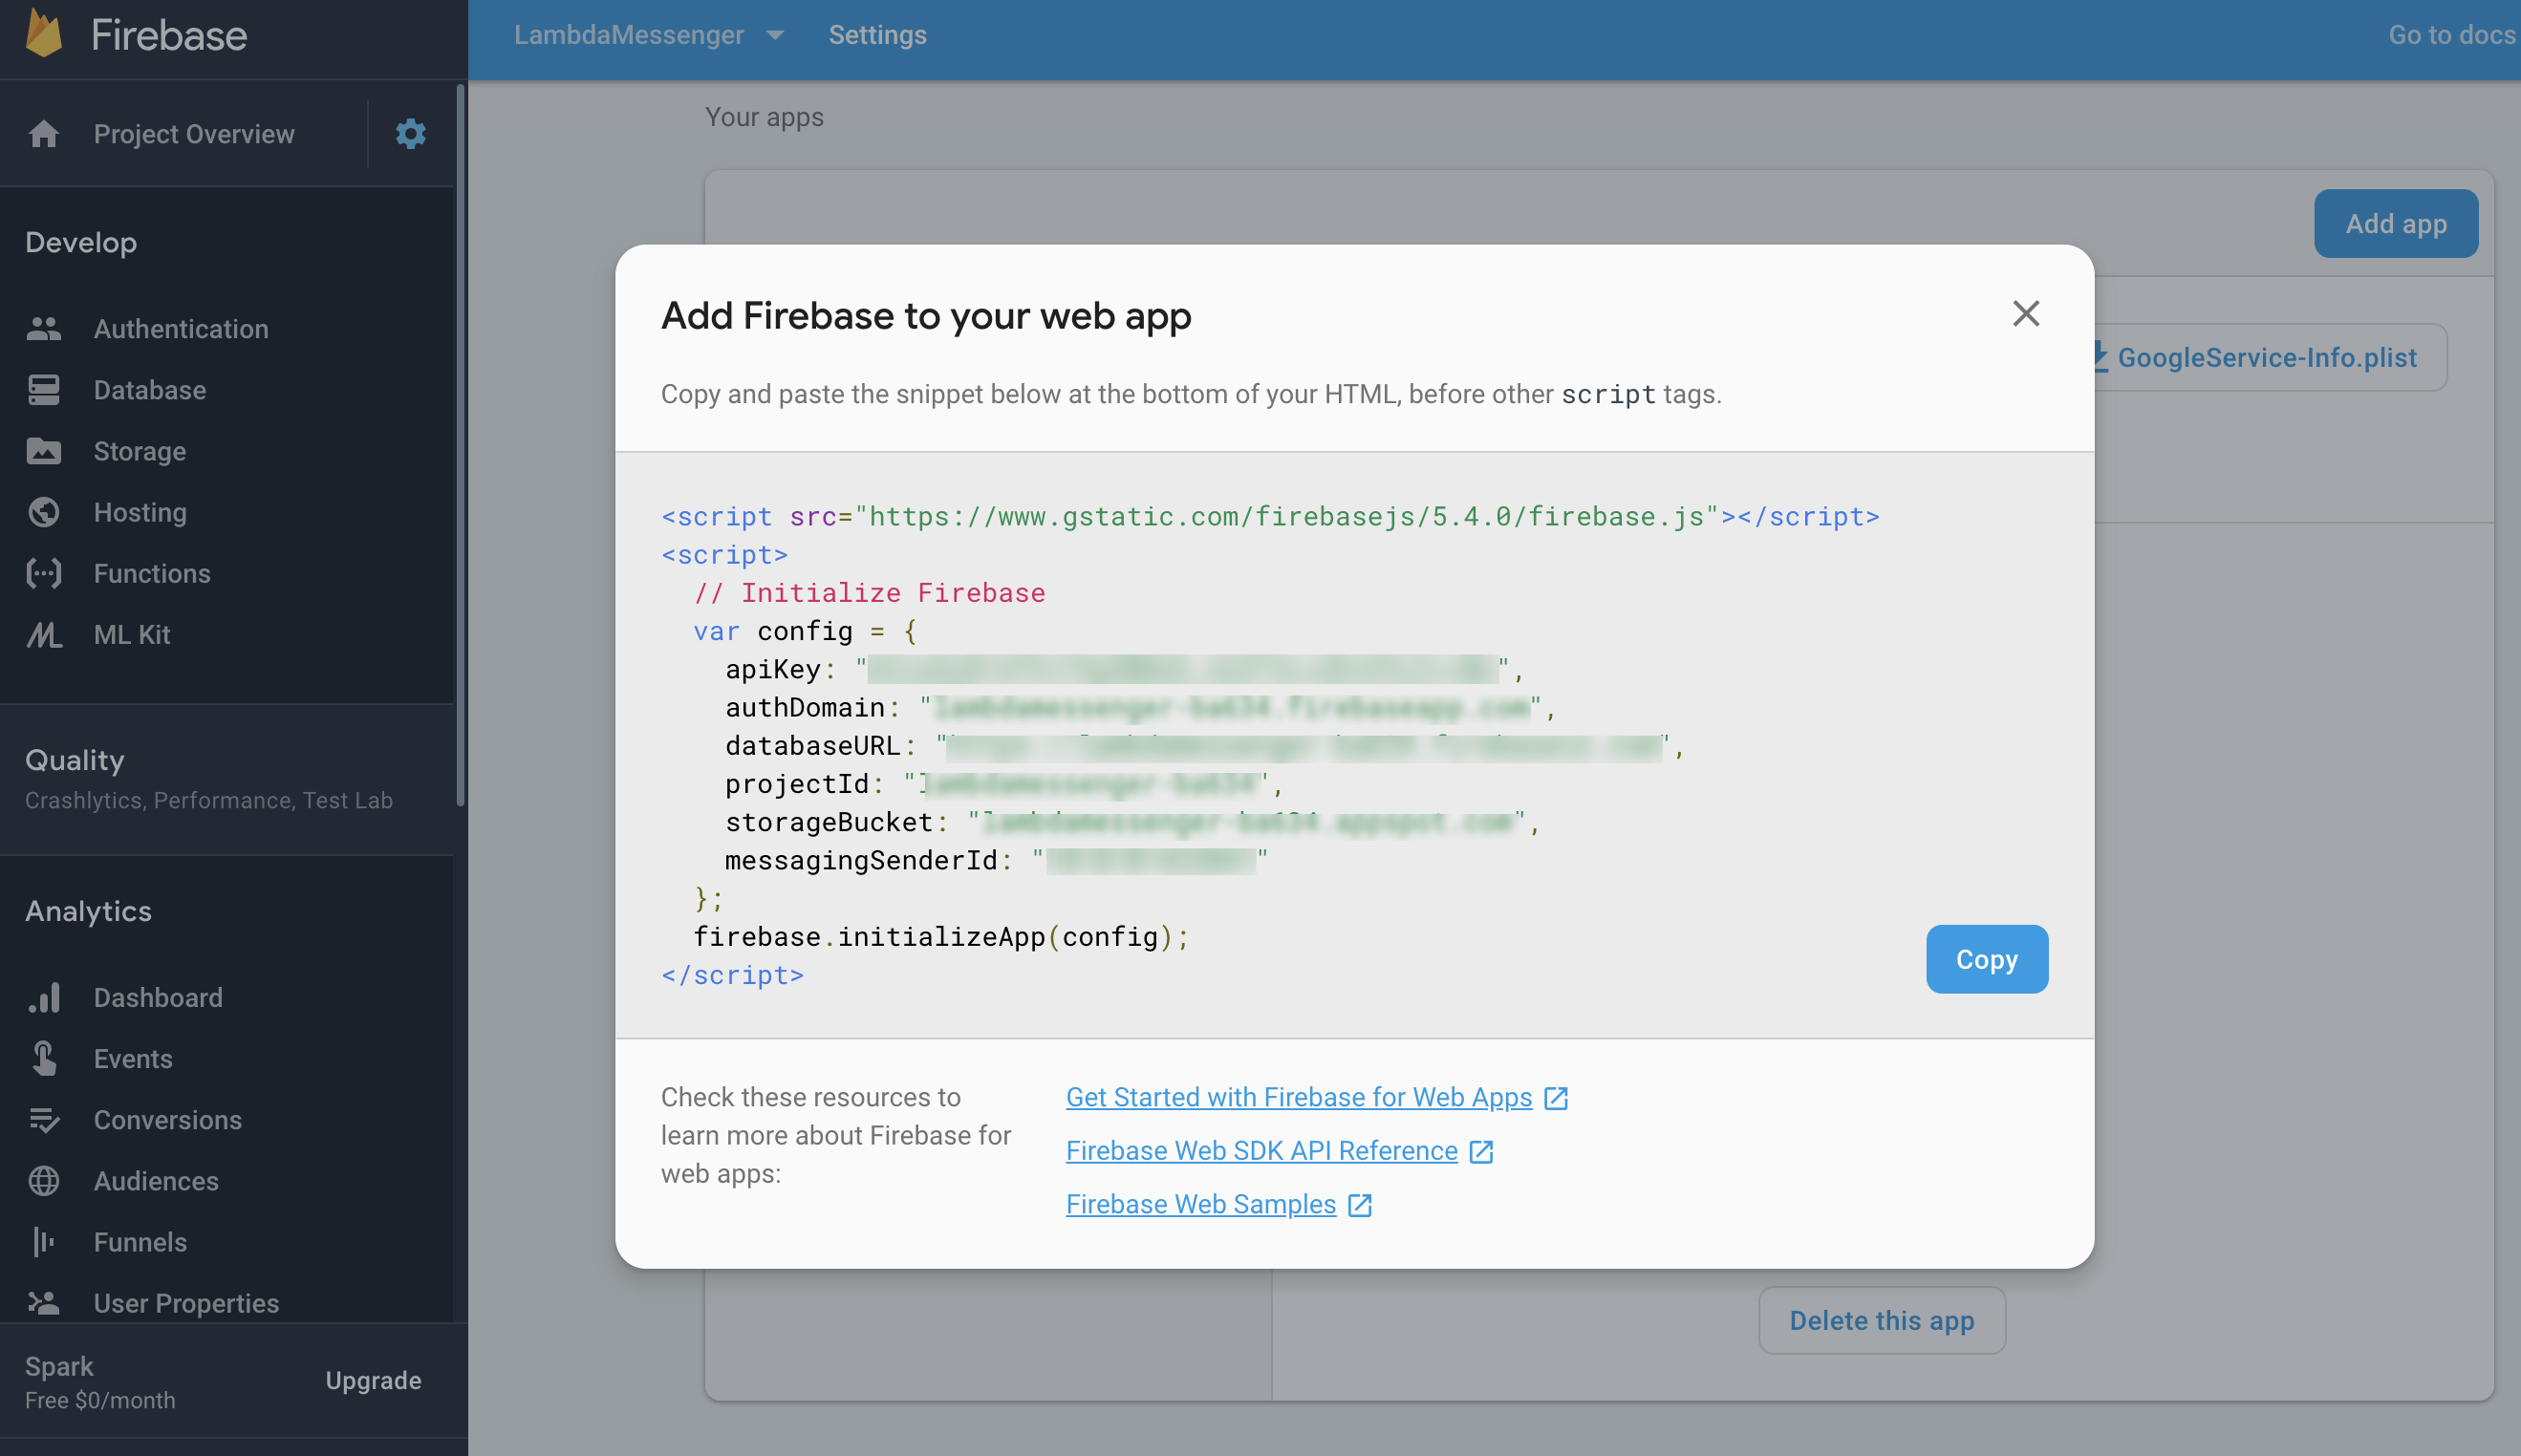 Firebase
LambdaMessenger
Settings
Go to docs
Project Overview
Develop
Authentication
Database
Storage
Hosting
Functions
ML Kit
Quality
Crashlytics, Performance, Test Lab
Analytics
Dashboard
Events
Conversions
Audiences
Funnels
User Properties
Spark
Free $0/month
Upgrade
Your apps
Add app
GoogleService-Info.plist
Add Firebase to your web app
Copy and paste the snippet below at the bottom of your HTML, before other script tags.
<script src="https://www.gstatic.com/firebasejs/5.4.0/firebase.js"></script>
<script>
// Initialize Firebase
var config = {
apiKey: "",
authDomain: "",
databaseURL: "",
projectId: "",
storageBucket: "",
messagingSenderId: ""
};
firebase.initializeApp(config);
</script>
Copy
Check these resources to
learn more about Firebase for
web apps:
Get Started with Firebase for Web Apps
Firebase Web SDK API Reference
Firebase Web Samples
Delete this app